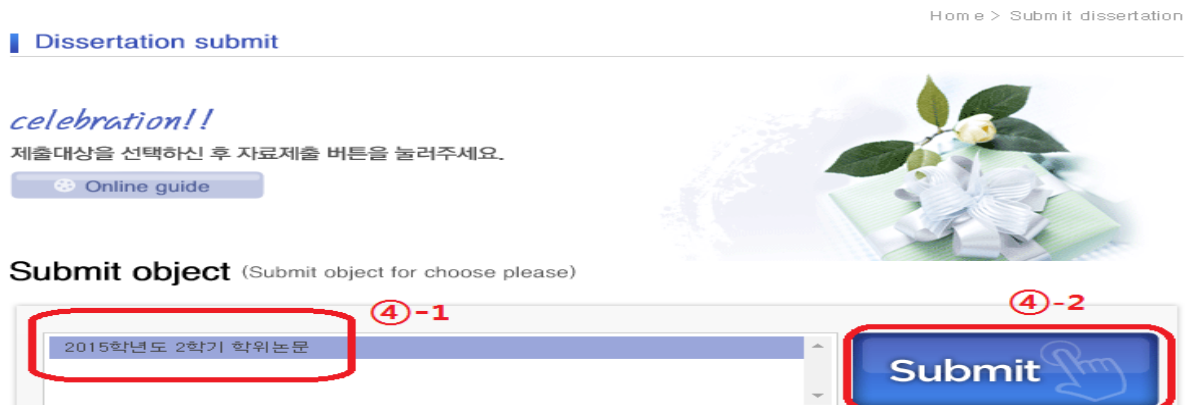 Home > Submit dissertation
Dissertation submit
celebration!!
제출대상을 선택하신 후 자료제출 버튼을 눌러주세요.
Online guide
Submit object (Submit object for choose please)
④-1
④-2
2015학년도 2학기 학위논문
Submit